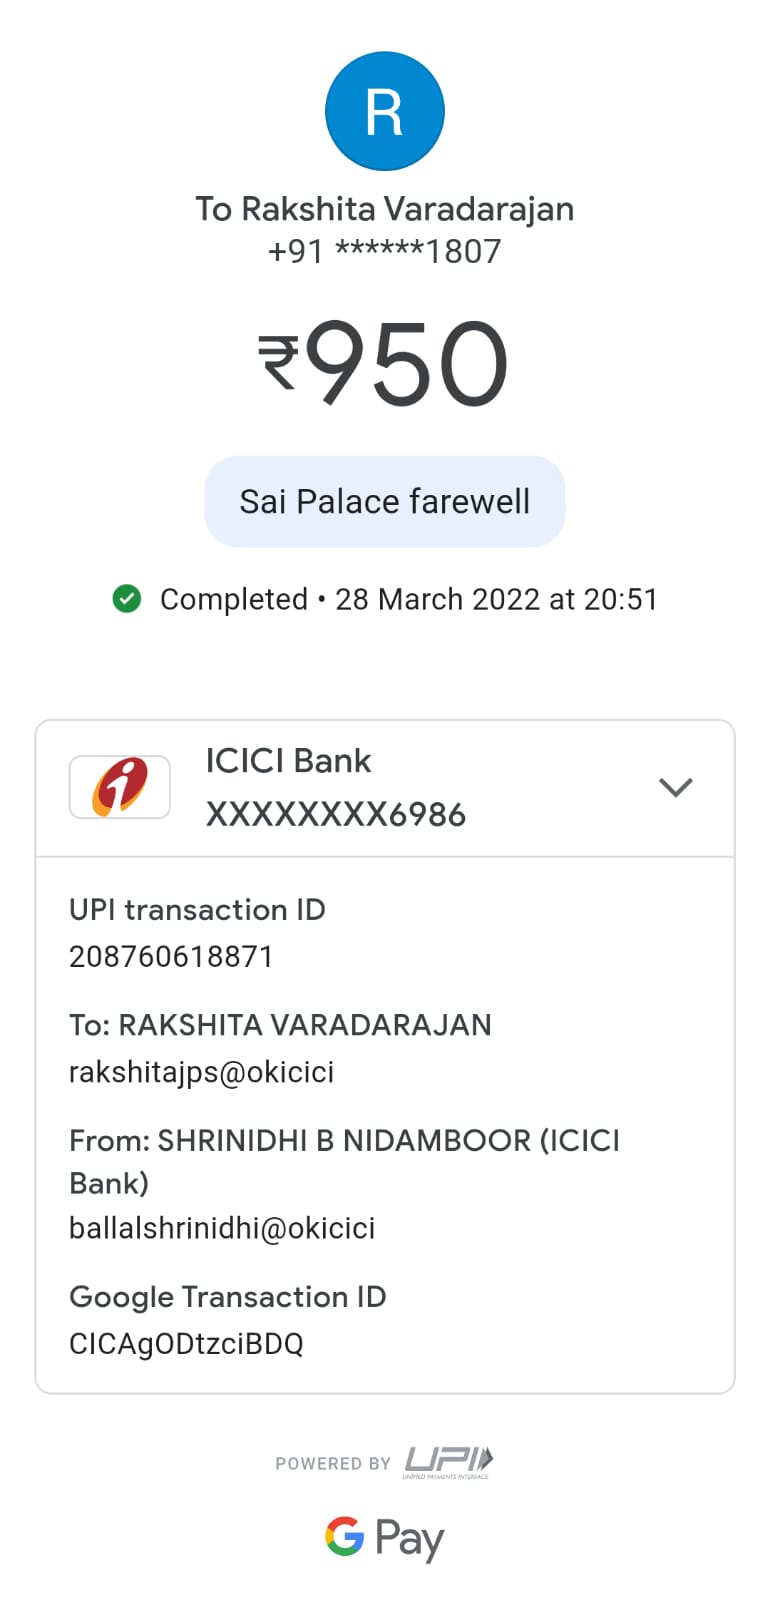 R
To Rakshita Varadarajan
+91 ******1807
₹950
Sai Palace farewell
Completed • 28 March 2022 at 20:51
ICICI Bank
XXXXXXXX6986
UPI transaction ID
208760618871
To: RAKSHITA VARADARAJAN
rakshitajps@okicici
From: SHRINIDHI B NIDAMBOOR (ICICI
Bank)
ballalshrinidhi@okicici
Google Transaction ID
CICAgODtzciBDQ
POWERED BY UPI
UNIFIED PAYMENTS INTERFACE
G Pay